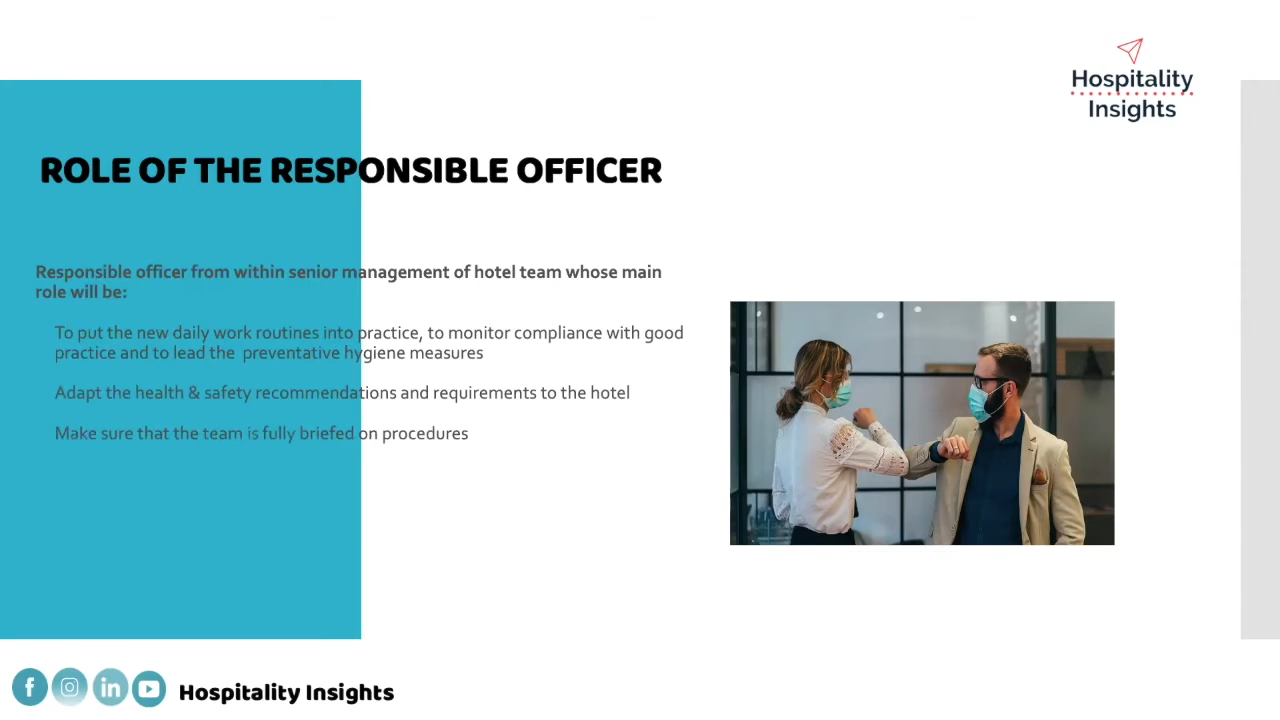 Hospitality
Insights
ROLE OF THE RESPONSIBLE OFFICER
Responsible officer from within senior management of hotel team whose main
role will be:
To put the new daily work routines into practice, to monitor compliance with good
practice and to lead the preventative hygiene measures
Adapt the health & safety recommendations and requirements to the hotel
Make sure that the team is fully briefed on procedures
Hospitality Insights